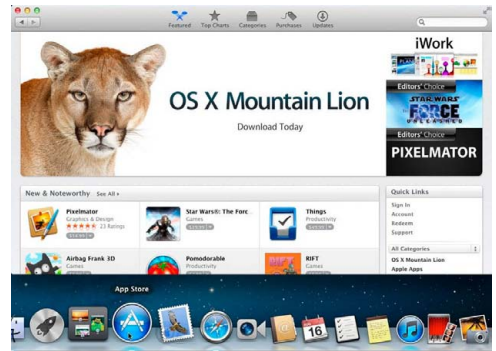 Featured
Top Charts
Categories
Purchases
Updates
OS X Mountain Lion
Download Today
iWork
Editors' Choice
STAR WARS
FORCE
UNLEASHED
Editors' Choice
PIXELMATOR
New & Noteworthy
See All
Pixelmator
Graphics & Design
23 Ratings
Star Wars®: The Forc...
Games
Things
Productivity
Airbag Frank 3D
Games
Pomodorable
Productivity
RIFT
Games
Quick Links
Sign In
Account
Redeem
Support
All Categories
OS X Mountain Lion
Apple Apps
App Store
16